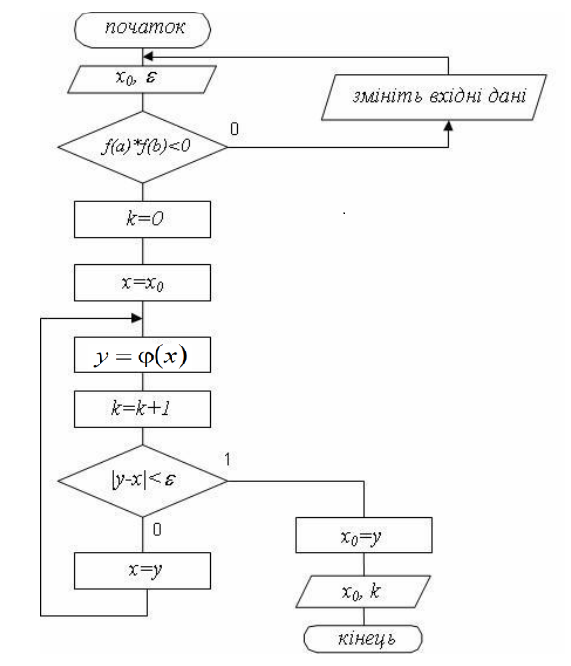 початок
x₀, ε
змініть вхідні дані
f(a)*f(b)<0
0
k=0
x=x₀
y = φ(x)
k=k+1
|y-x|<ε
1
0
x=y
x₀=y
x₀, k
кінець